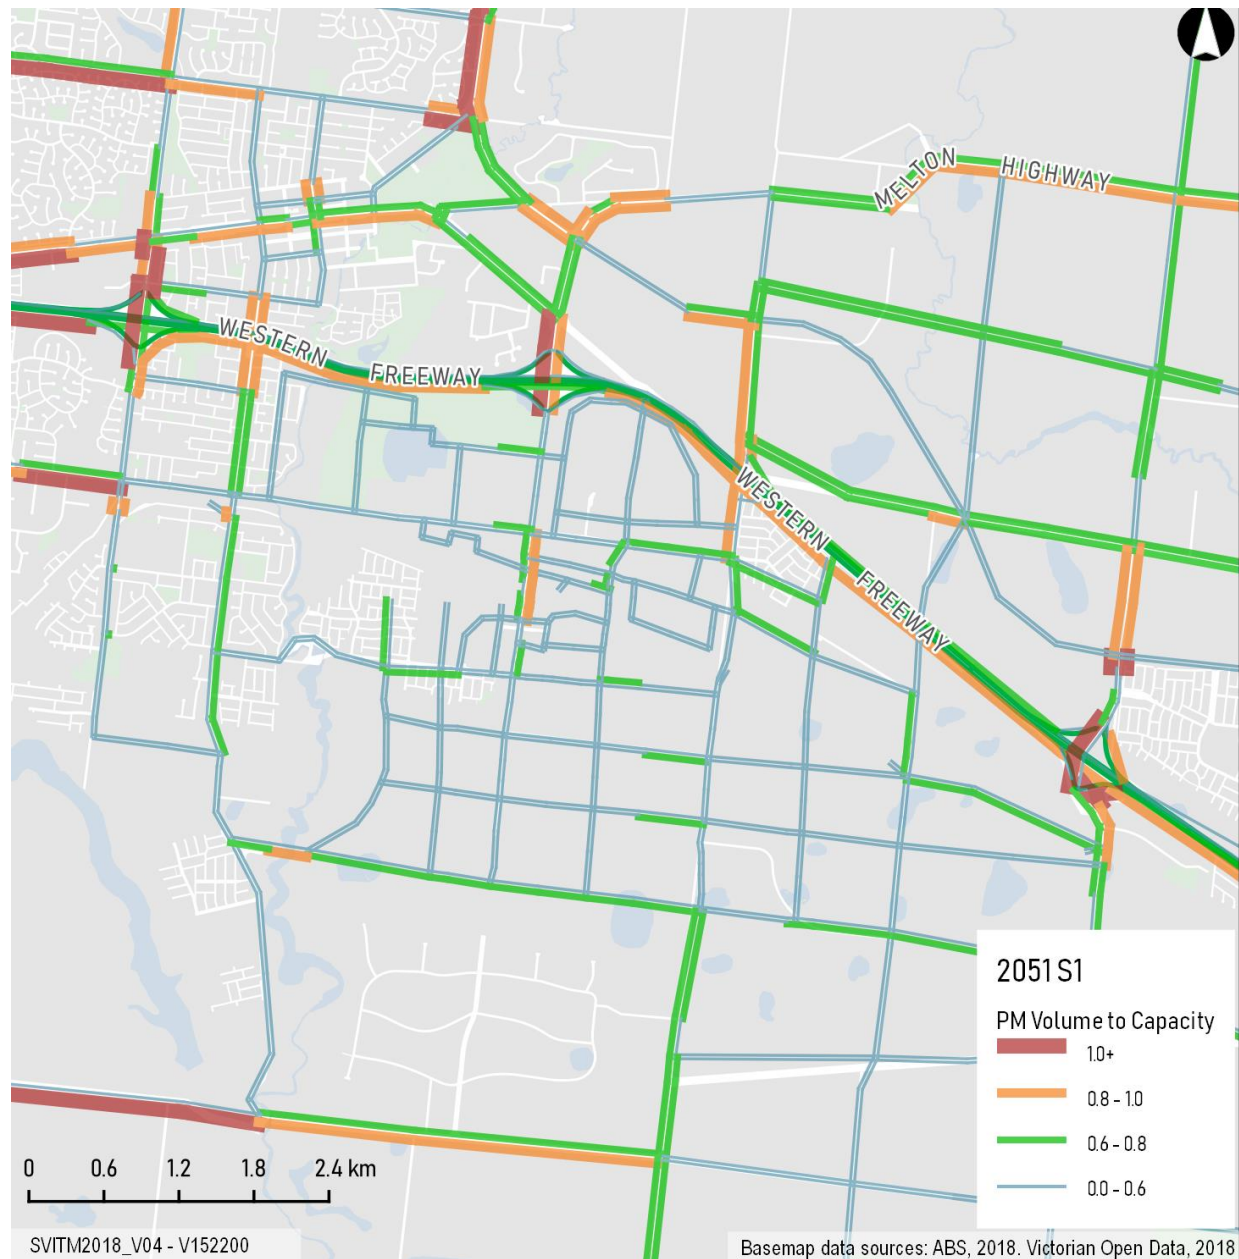 MELTON HIGHWAY
WESTERN FREEWAY
WESTERN FREEWAY
2051 S1
PM Volume to Capacity
1.0+
0.8 - 1.0
0.6 - 0.8
0.0 - 0.6
0 0.6 1.2 1.8 2.4 km
SVITM2018_V04 - V152200
Basemap data sources: ABS, 2018. Victorian Open Data, 2018